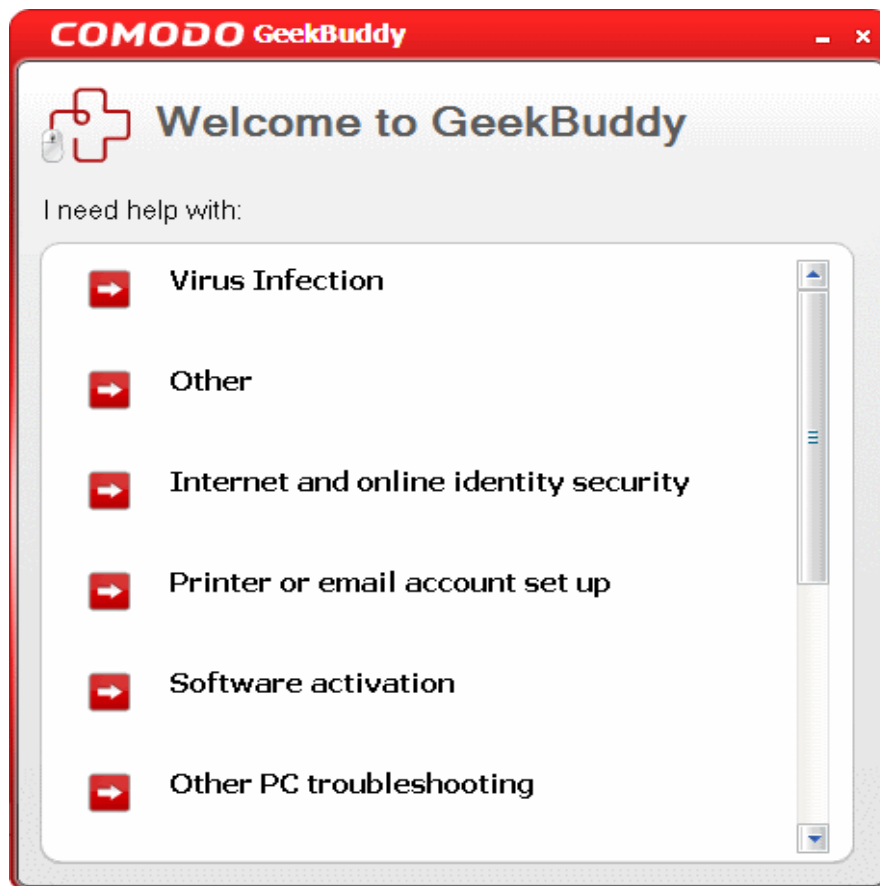 COMODO GeekBuddy
Welcome to GeekBuddy
I need help with:
Virus Infection
Other
Internet and online identity security
Printer or email account set up
Software activation
Other PC troubleshooting